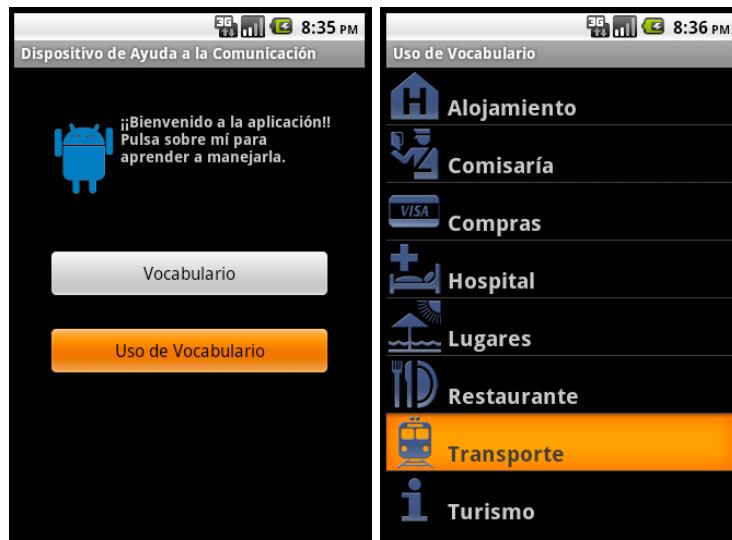 3G 8:35 PM
Dispositivo de Ayuda a la Comunicación
¡¡Bienvenido a la aplicación!!
Pulsa sobre mí para
aprender a manejarla.
Vocabulario
Uso de Vocabulario
3G 8:36 PM
Uso de Vocabulario
H Alojamiento
Comisaría
VISA Compras
Hospital
Lugares
Restaurante
Transporte
i Turismo